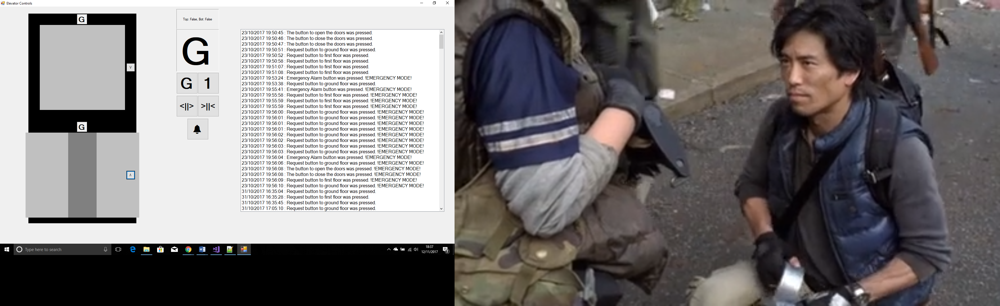 Elevator Controls
G
Top: False, Bot: False
G
V
G 1
<||> >||<
G
Λ
23/10/2017 19:50:45 : The button to open the doors was pressed.
23/10/2017 19:50:46 : The button to close the doors was pressed.
23/10/2017 19:50:47 : The button to close the doors was pressed.
23/10/2017 19:50:51 : Request button to ground floor was pressed.
23/10/2017 19:50:52 : Request button to first floor was pressed.
23/10/2017 19:50:58 : Request button to first floor was pressed.
23/10/2017 19:51:07 : Request button to first floor was pressed.
23/10/2017 19:51:08 : Request button to first floor was pressed.
23/10/2017 19:53:24 : Emergency Alarm button was pressed. !EMERGENCY MODE!
23/10/2017 19:53:38 : Request button to ground floor was pressed.
23/10/2017 19:55:41 : Emergency Alarm button was pressed. !EMERGENCY MODE!
23/10/2017 19:55:58 : Request button to first floor was pressed. !EMERGENCY MODE!
23/10/2017 19:55:59 : Request button to first floor was pressed. !EMERGENCY MODE!
23/10/2017 19:55:59 : Request button to first floor was pressed. !EMERGENCY MODE!
23/10/2017 19:56:00 : Request button to ground floor was pressed. !EMERGENCY MODE!
23/10/2017 19:56:01 : Request button to ground floor was pressed. !EMERGENCY MODE!
23/10/2017 19:56:01 : Request button to ground floor was pressed. !EMERGENCY MODE!
23/10/2017 19:56:01 : Request button to ground floor was pressed. !EMERGENCY MODE!
23/10/2017 19:56:02 : Request button to ground floor was pressed. !EMERGENCY MODE!
23/10/2017 19:56:02 : Request button to ground floor was pressed. !EMERGENCY MODE!
23/10/2017 19:56:03 : Request button to ground floor was pressed. !EMERGENCY MODE!
23/10/2017 19:56:03 : Request button to ground floor was pressed. !EMERGENCY MODE!
23/10/2017 19:56:04 : Emergency Alarm button was pressed. !EMERGENCY MODE!
23/10/2017 19:56:06 : Request button to ground floor was pressed. !EMERGENCY MODE!
23/10/2017 19:56:08 : The button to open the doors was pressed. !EMERGENCY MODE!
23/10/2017 19:56:08 : The button to close the doors was pressed. !EMERGENCY MODE!
23/10/2017 19:56:09 : Request button to first floor was pressed. !EMERGENCY MODE!
23/10/2017 19:56:10 : Request button to ground floor was pressed. !EMERGENCY MODE!
31/10/2017 16:35:04 : Request button to ground floor was pressed.
31/10/2017 16:35:28 : Request button to first floor was pressed.
31/10/2017 16:35:45 : Request button to ground floor was pressed.
31/10/2017 17:05:10 : Request button to ground floor was pressed.
Type here to search
18:37
12/11/2017
2